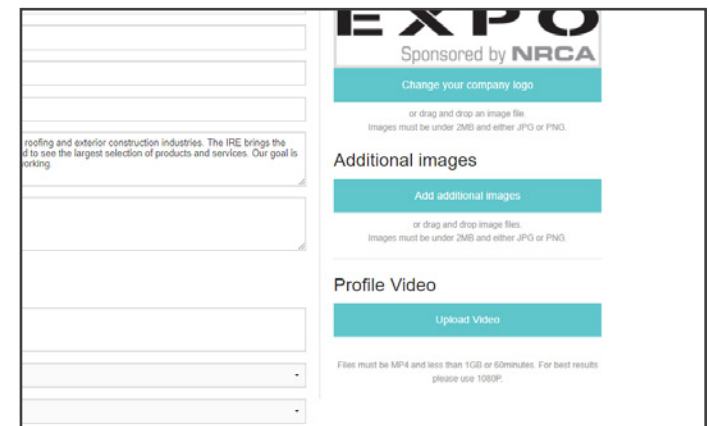 EXPO
Sponsored by NRCA
Change your company logo
or drag and drop an image file.
Images must be under 2MB and either JPG or PNG.
roofing and exterior construction industries. The IRE brings the
d to see the largest selection of products and services. Our goal is
orking.
Additional images
Add additional images
or drag and drop image files.
Images must be under 2MB and either JPG or PNG.
Profile Video
Upload Video
Files must be MP4 and less than 1GB or 60minutes. For best results
please use 1080P.